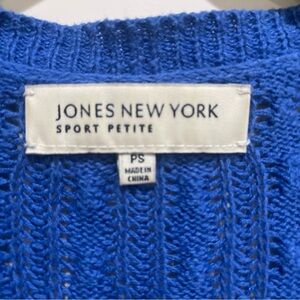 JONES NEW YORK
SPORT PETITE
PS
MADE IN
CHINA